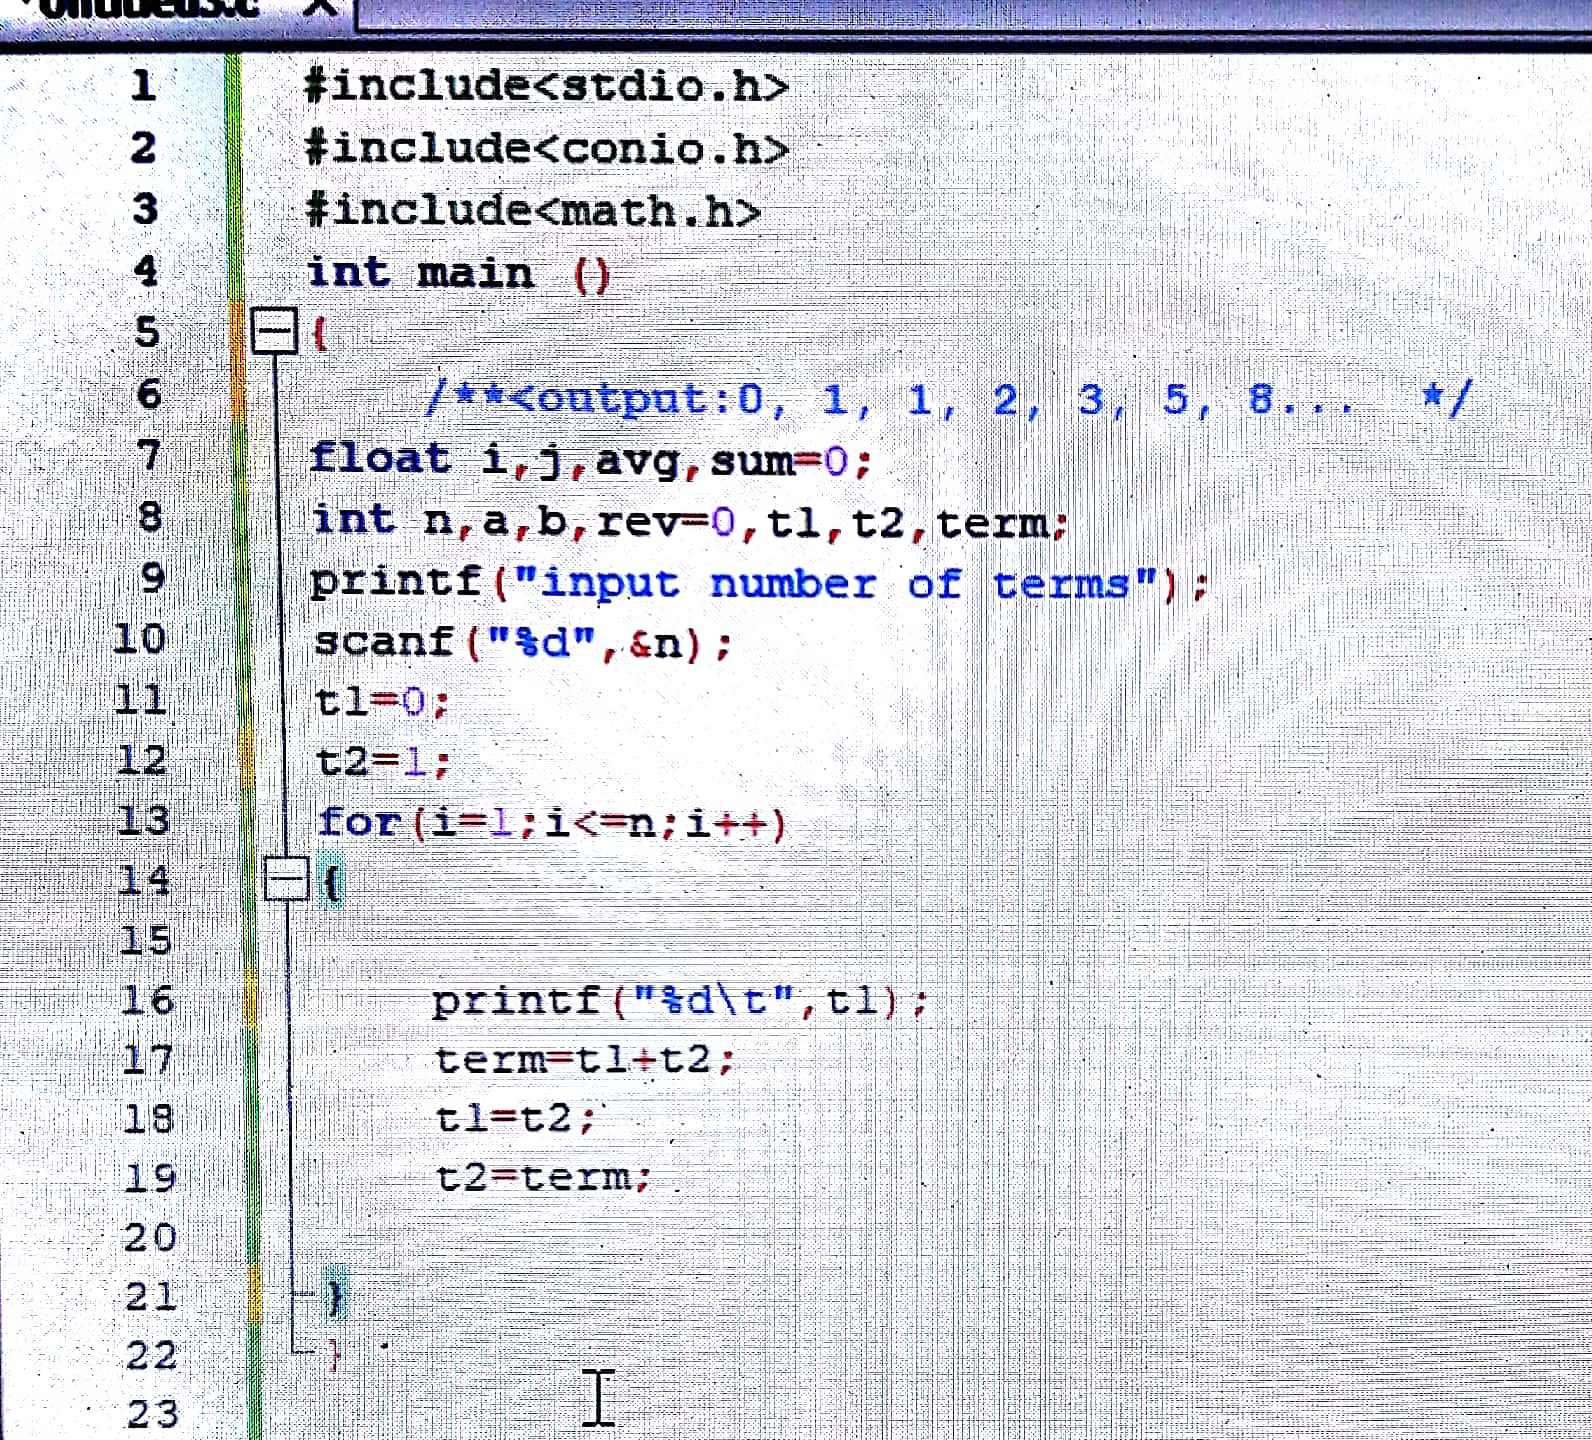 1 #include<stdio.h>
2 #include<conio.h>
3 #include<math.h>
4 int main ()
5 {
6 /**<output:0, 1, 1, 2, 3, 5, 8... */
7 float i,j,avg,sum=0;
8 int n,a,b,rev=0,t1,t2,term;
9 printf("input number of terms");
10 scanf("%d",&n);
11 t1=0;
12 t2=1;
13 for(i=1;i<=n;i++)
14 {
15
16 printf("%d\t",t1);
17 term=t1+t2;
18 t1=t2;
19 t2=term;
20
21 }
22 }
23